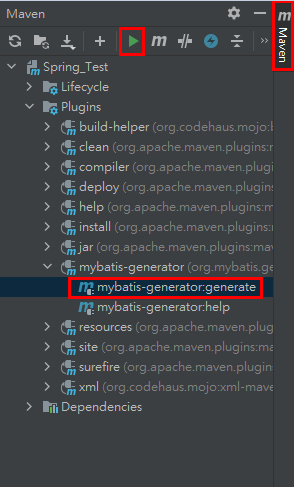 Maven
Maven
Spring_Test
Lifecycle
Plugins
build-helper (org.codehaus.mojo:b
clean (org.apache.maven.plugins:
compiler (org.apache.maven.plugi
deploy (org.apache.maven.plugins
help (org.apache.maven.plugins:m
install (org.apache.maven.plugins:
jar (org.apache.maven.plugins:ma
mybatis-generator (org.mybatis.ge
mybatis-generator:generate
mybatis-generator:help
resources (org.apache.maven.plug
site (org.apache.maven.plugins:ma
surefire (org.apache.maven.plugin
xml (org.codehaus.mojo:xml-mave
Dependencies